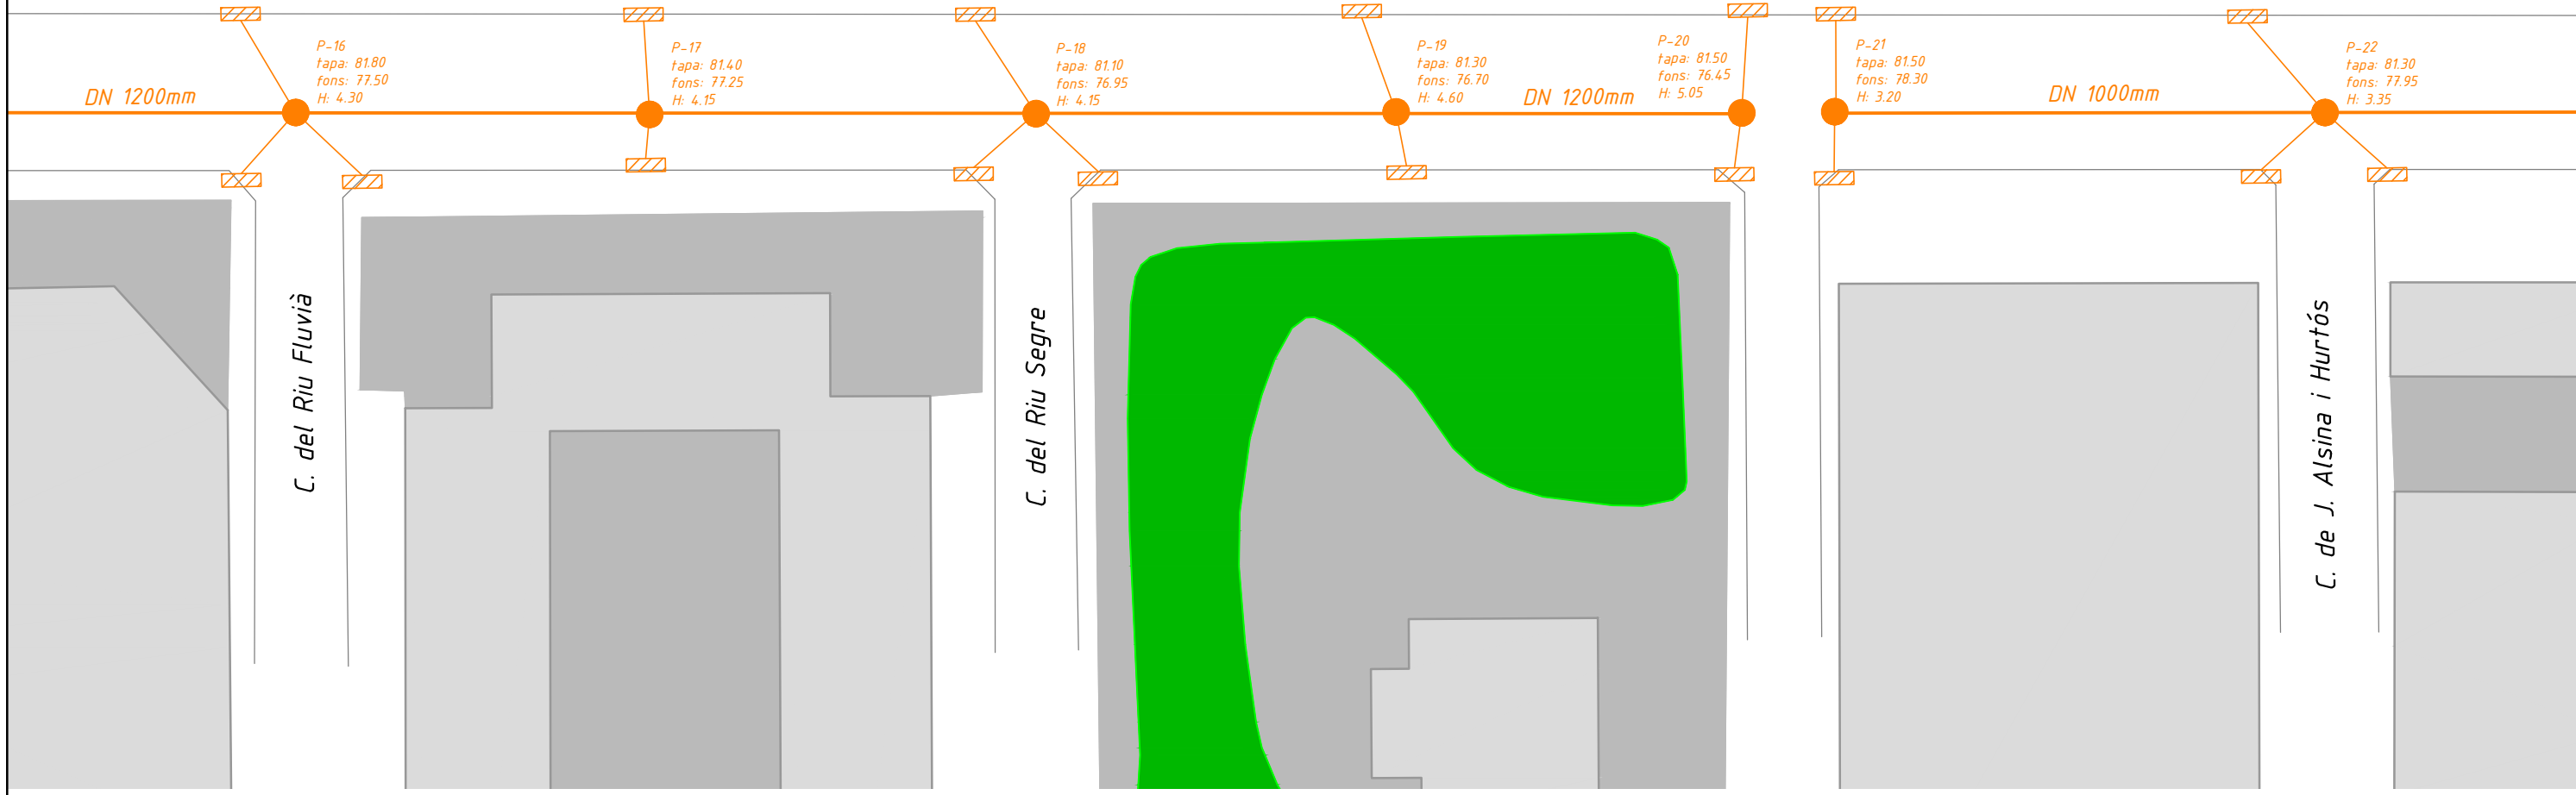 DN 1200mm
P-16
tapa: 81.80
fons: 77.50
H: 4.30
P-17
tapa: 81.40
fons: 77.25
H: 4.15
P-18
tapa: 81.10
fons: 76.95
H: 4.15
P-19
tapa: 81.30
fons: 76.70
H: 4.60
DN 1200mm
P-20
tapa: 81.50
fons: 76.45
H: 5.05
P-21
tapa: 81.50
fons: 78.30
H: 3.20
DN 1000mm
P-22
tapa: 81.30
fons: 77.95
H: 3.35
C. del Riu Fluvià
C. del Riu Segre
C. de J. Alsina i Hurtós